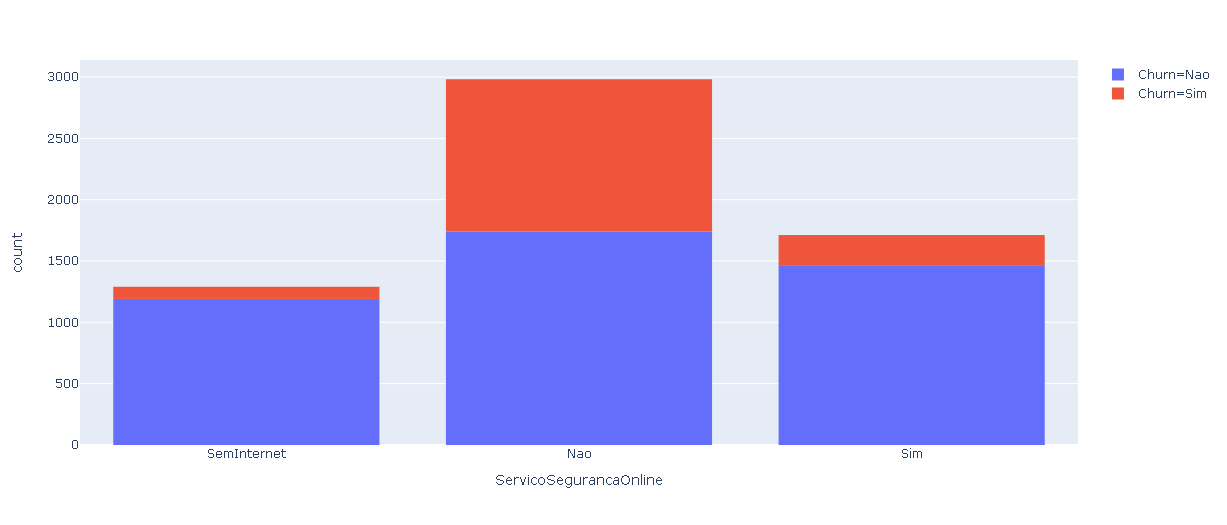 3000
2500
2000
1500
1000
500
0
count
SemInternet
Nao
Sim
ServicoSegurancaOnline
Churn=Nao
Churn=Sim